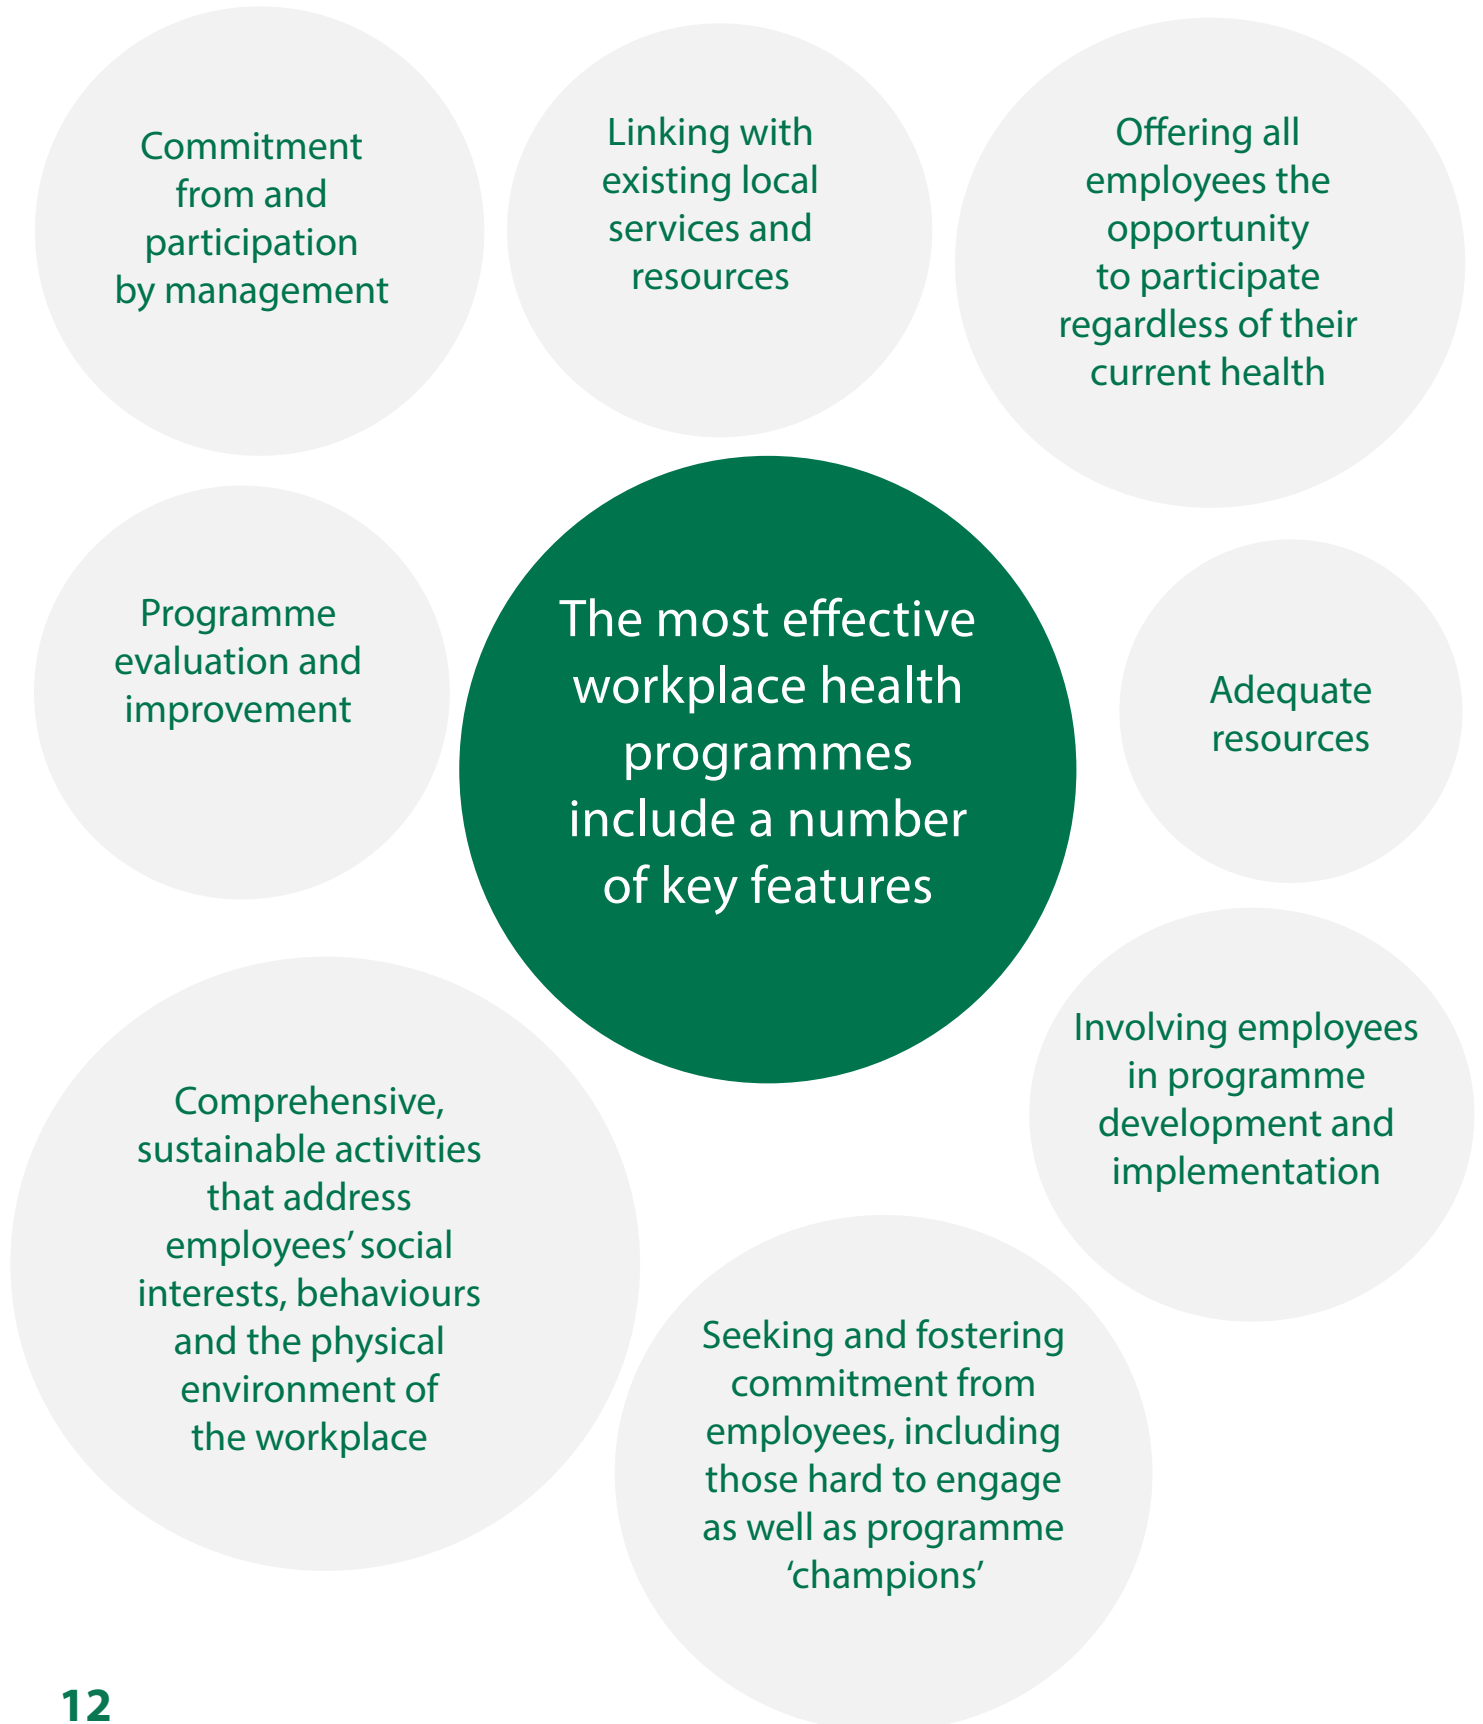 Commitment
from and
participation
by management
Linking with
existing local
services and
resources
Offering all
employees the
opportunity
to participate
regardless of their
current health
Programme
evaluation and
improvement
The most effective
workplace health
programmes
include a number
of key features
Adequate
resources
Involving employees
in programme
development and
implementation
Comprehensive,
sustainable activities
that address
employees’ social
interests, behaviours
and the physical
environment of
the workplace
Seeking and fostering
commitment from
employees, including
those hard to engage
as well as programme
‘champions’
12